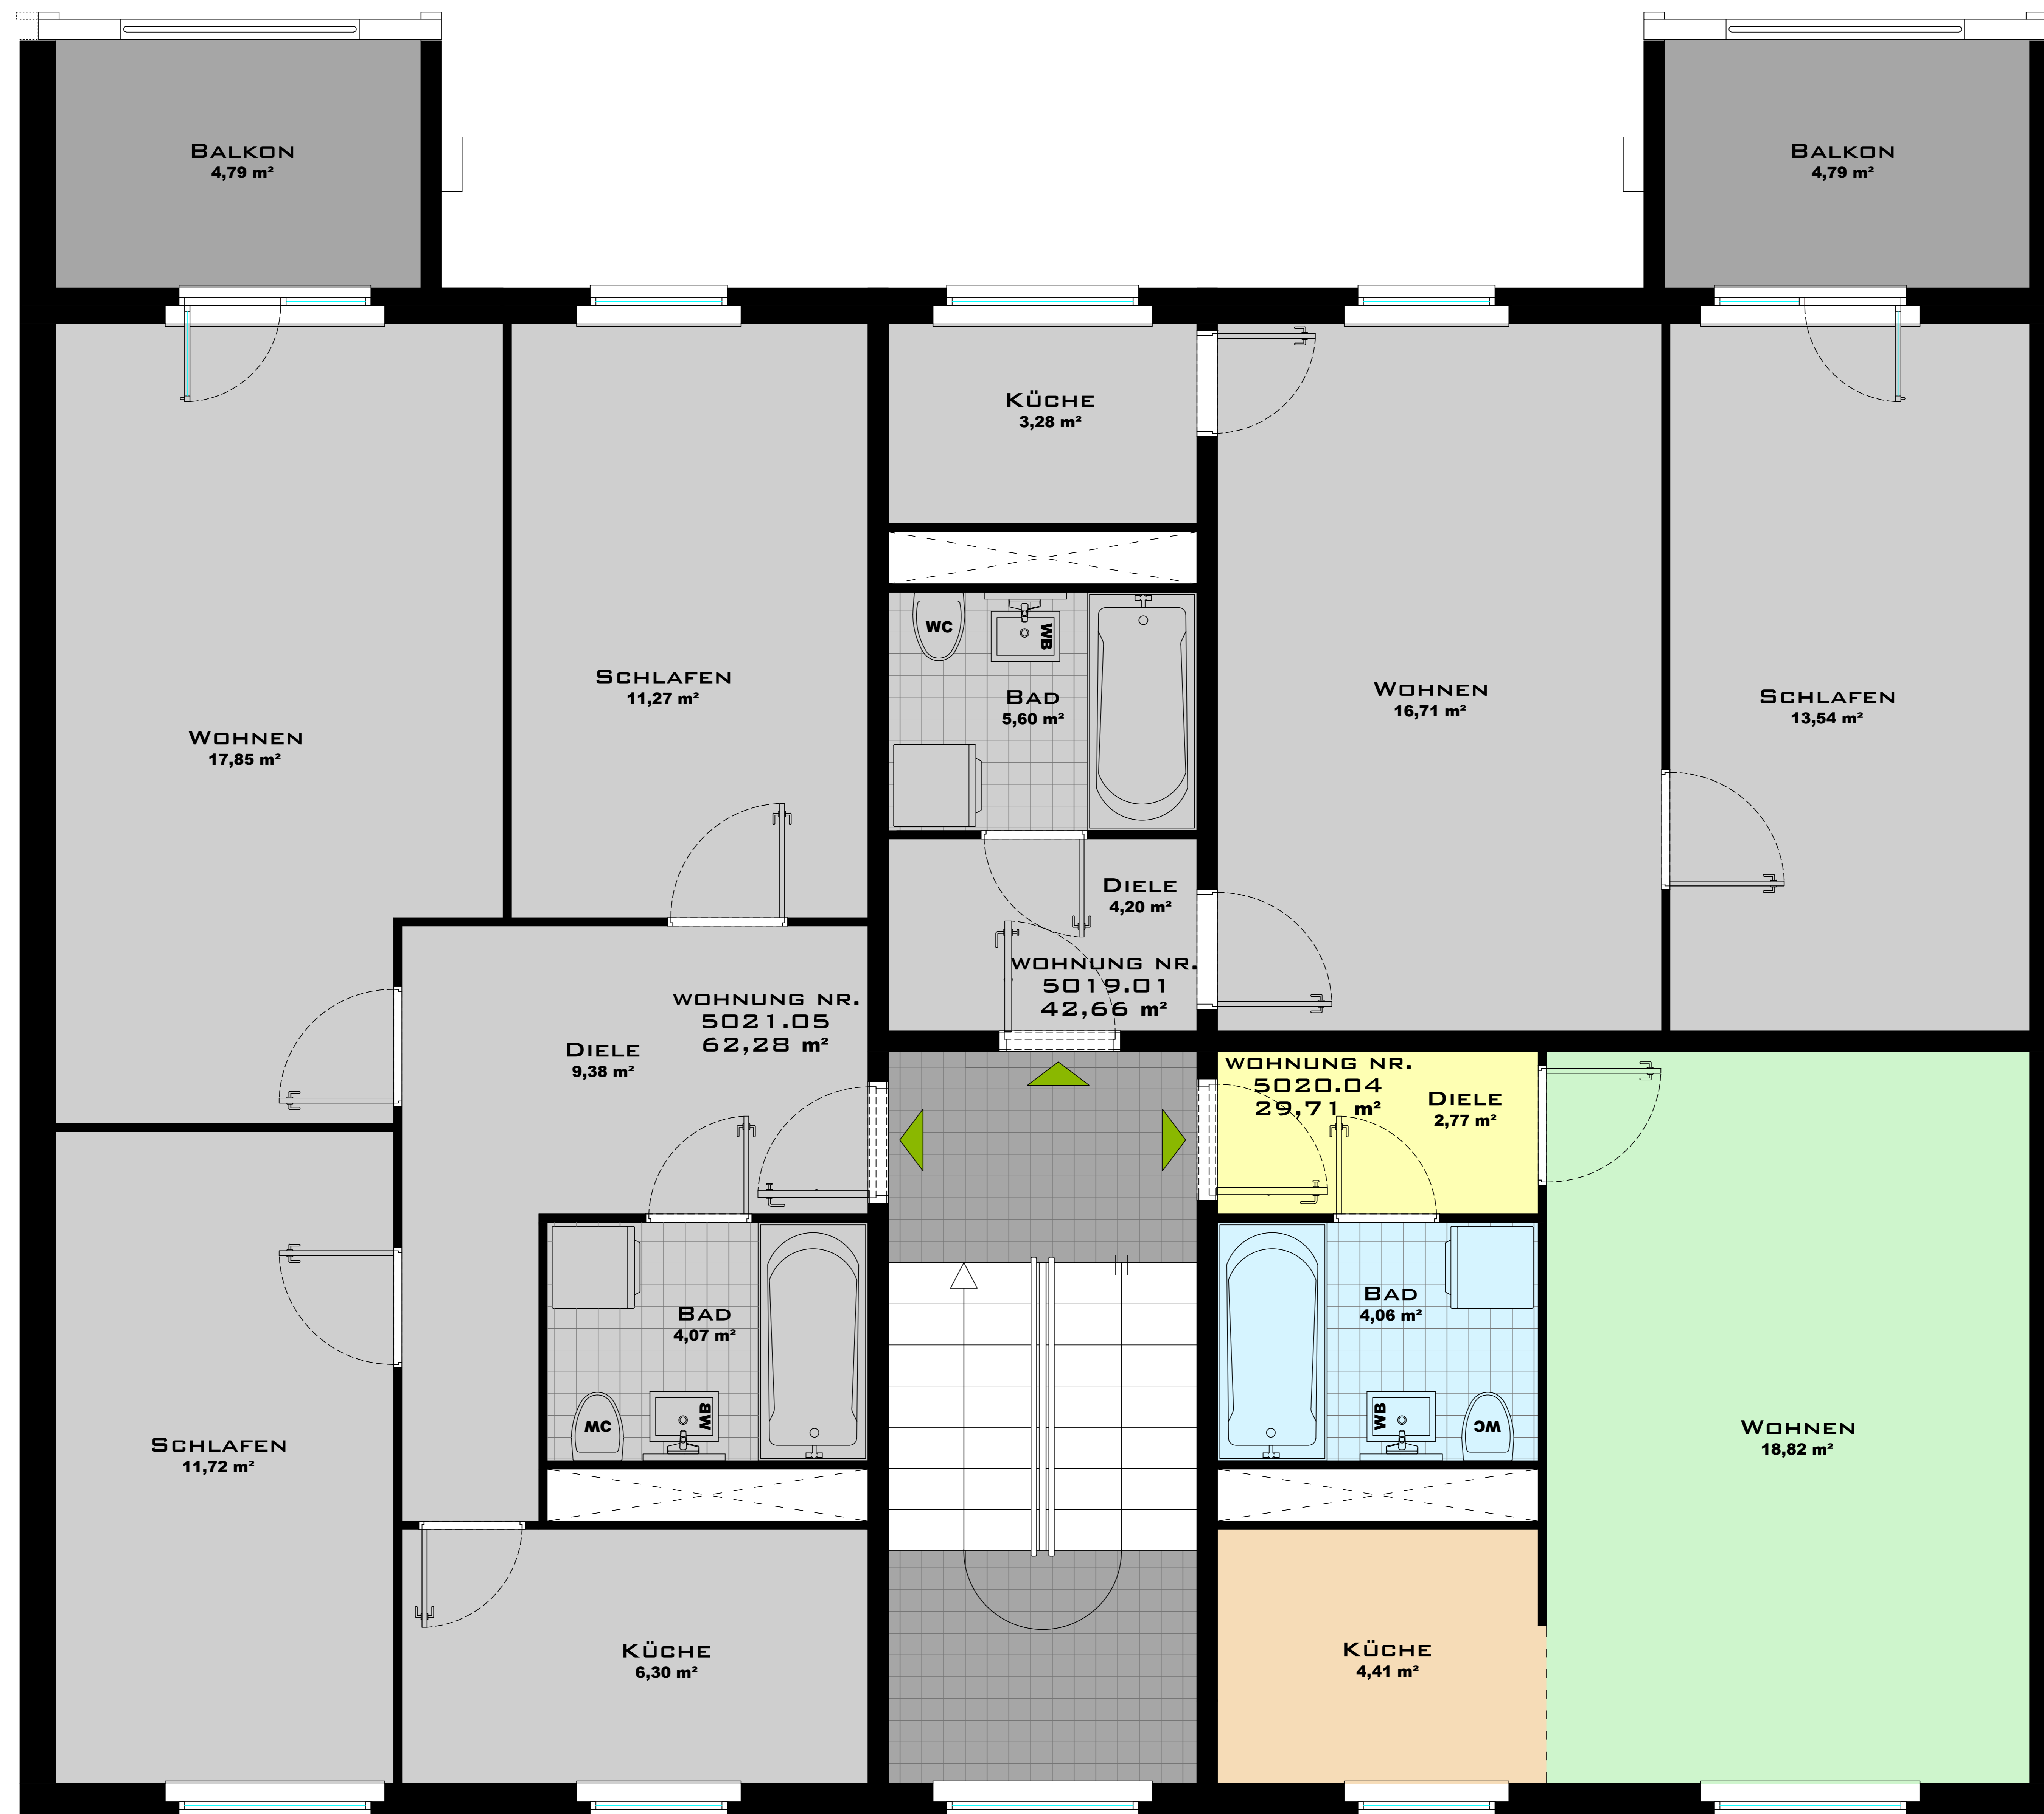 BALKON
4,79 m²
BALKON
4,79 m²
KÜCHE
3,28 m²
WC
WB
SCHLAFEN
11,27 m²
BAD
5,60 m²
WOHNEN
16,71 m²
SCHLAFEN
13,54 m²
WOHNEN
17,85 m²
DIELE
4,20 m²
WOHNUNG NR.
5019.01
42,66 m²
WOHNUNG NR.
5021.05
62,28 m²
DIELE
9,38 m²
WOHNUNG NR.
5020.04
29,71 m²
DIELE
2,77 m²
BAD
4,07 m²
WC
WB
BAD
4,06 m²
WB
WC
SCHLAFEN
11,72 m²
WOHNEN
18,82 m²
KÜCHE
6,30 m²
KÜCHE
4,41 m²